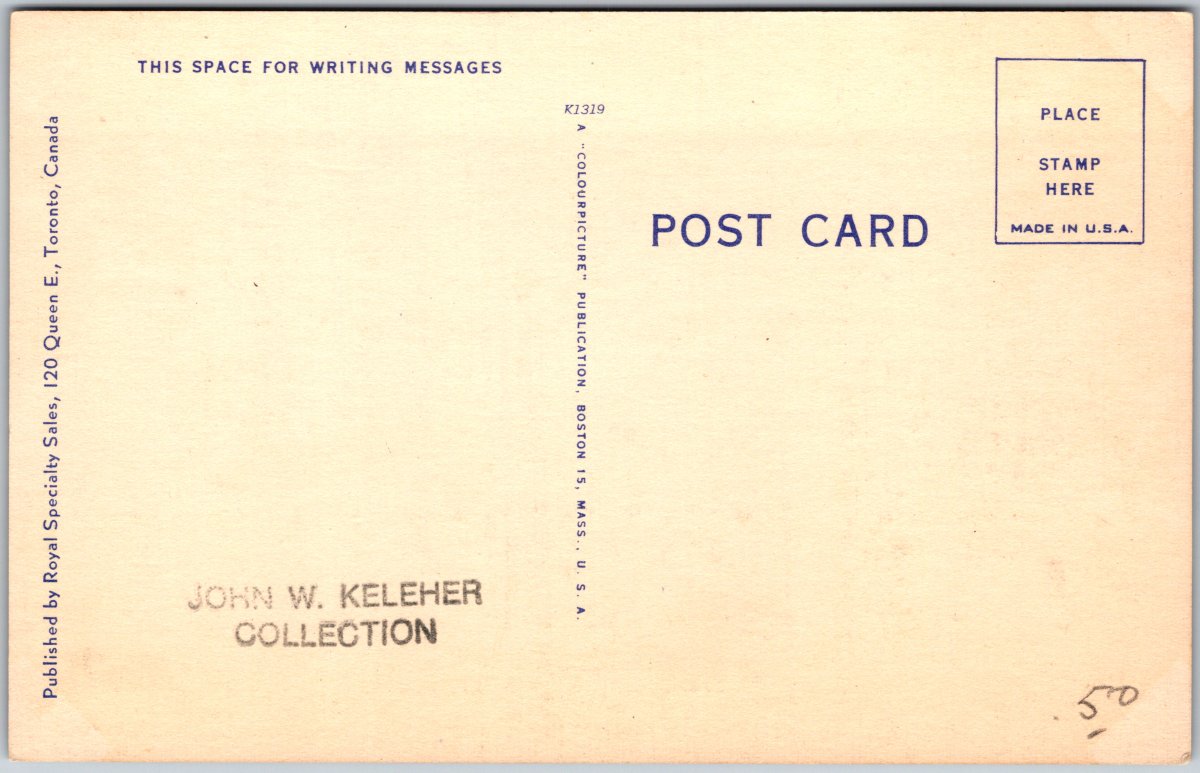 THIS SPACE FOR WRITING MESSAGES
Published by Royal Specialty Sales, 120 Queen E., Toronto, Canada
K1319
A "COLOURPICTURE" PUBLICATION, BOSTON 15, MASS., U. S. A.
POST CARD
PLACE
STAMP
HERE
MADE IN U.S.A.
JOHN W. KELEHER
COLLECTION
.50